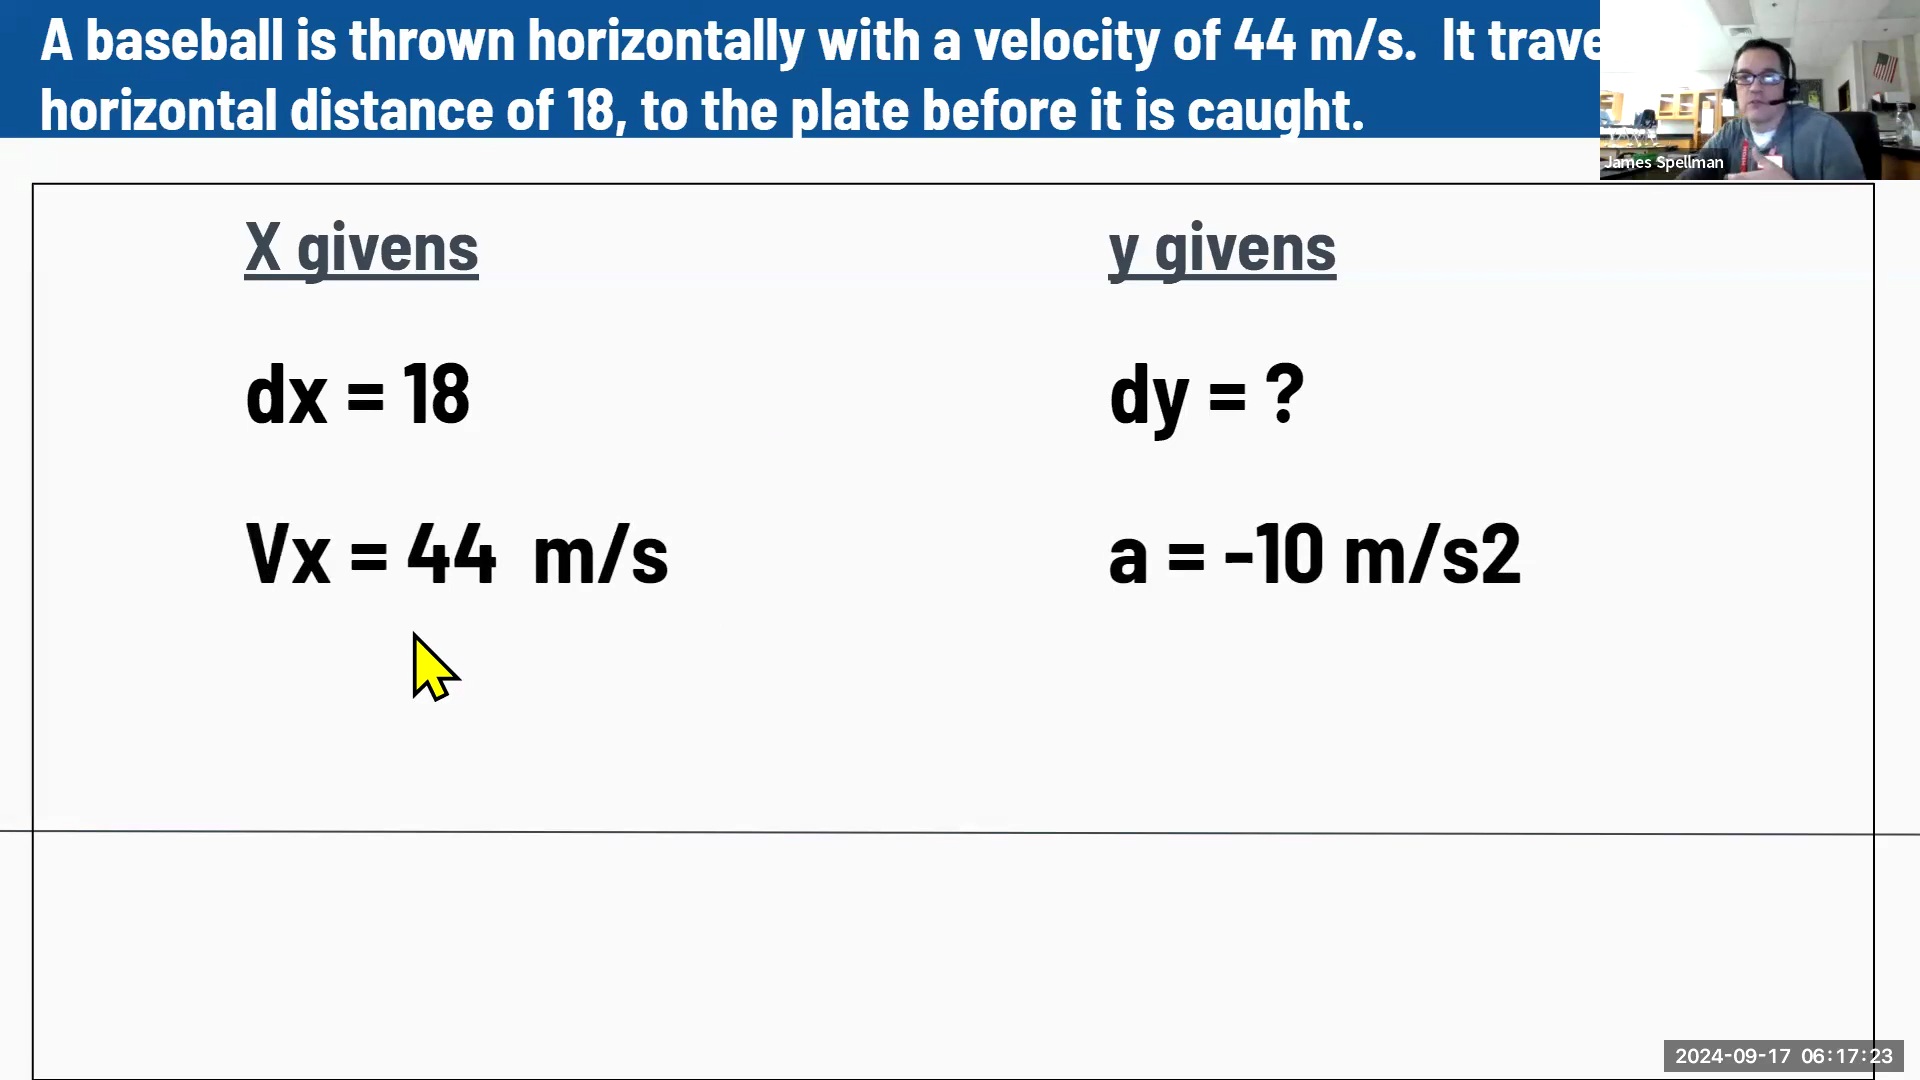 A baseball is thrown horizontally with a velocity of 44 m/s. It trave
horizontal distance of 18, to the plate before it is caught.
James Spellman
X givens
y givens
dx = 18
dy = ?
Vx = 44 m/s
a = -10 m/s2
2024-09-17 06:17:23